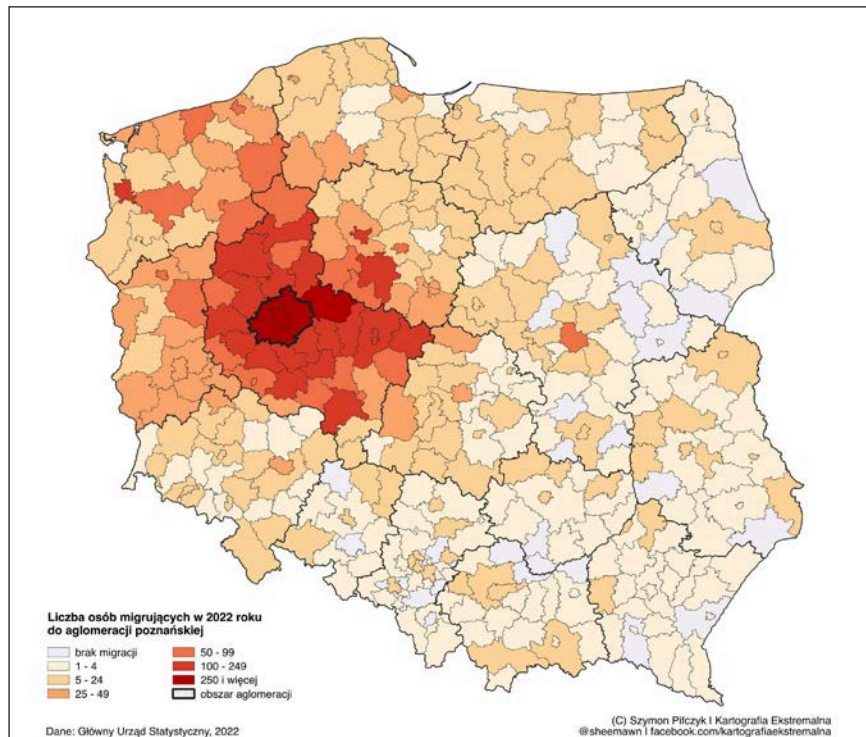 Liczba osób migrujących w 2022 roku
do aglomeracji poznańskiej
brak migracji
1 - 4
5 - 24
25 - 49
50 - 99
100 - 249
250 i więcej
obszar aglomeracji
Dane: Główny Urząd Statystyczny, 2022
(C) Szymon Pifczyk I Kartografia Ekstremalna
@sheemawn I facebook.com/kartografiaekstremalna